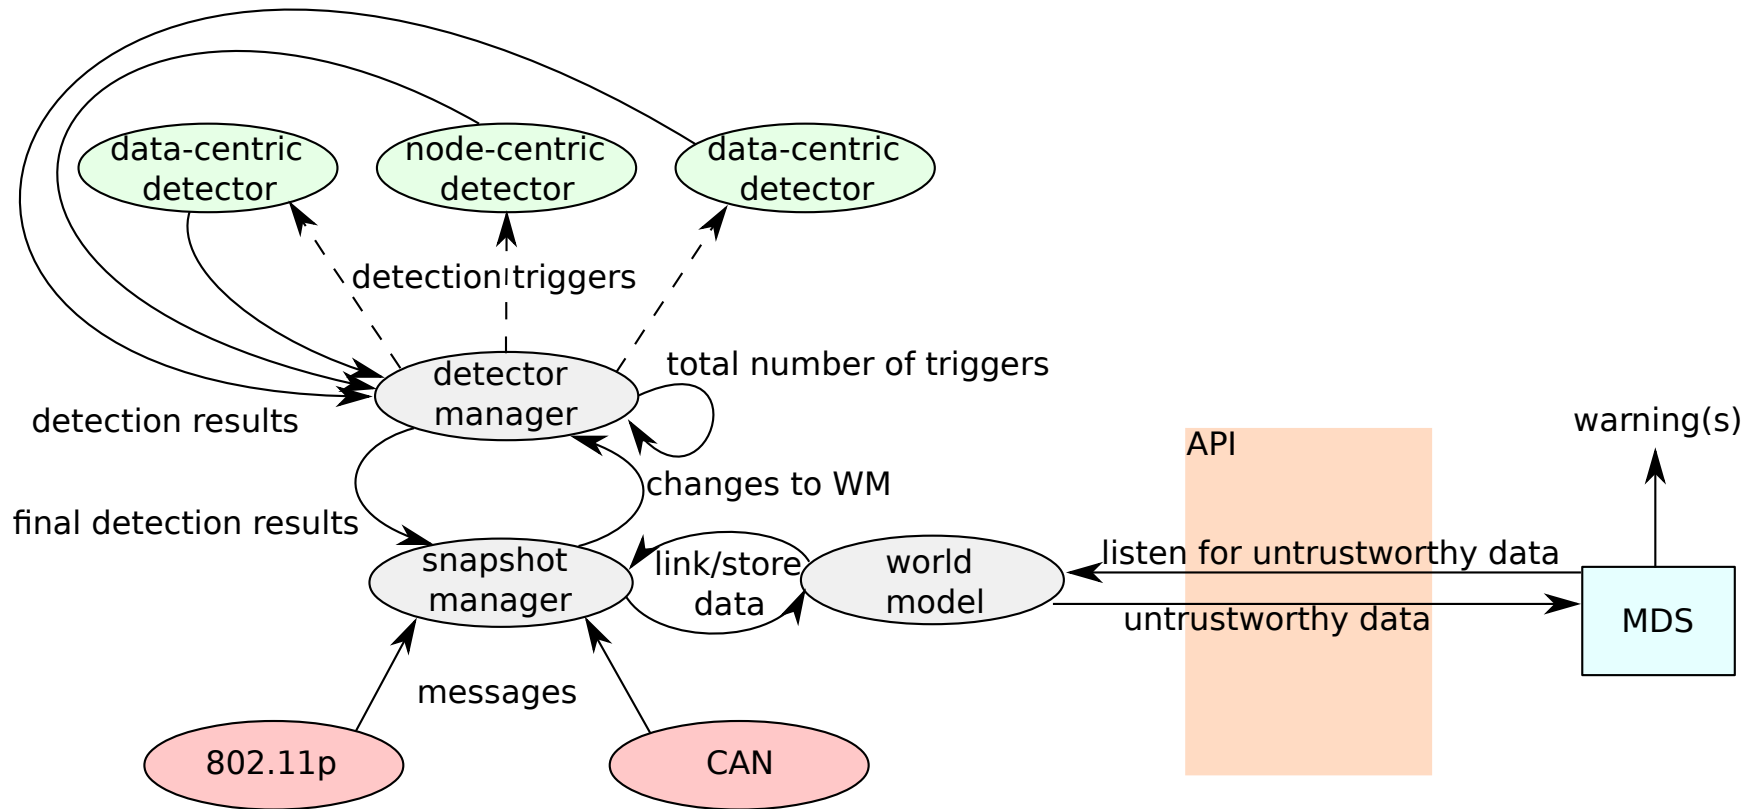 data-centric
detector
node-centric
detector
data-centric
detector
detection triggers
detector
manager
total number of triggers
detection results
changes to WM
final detection results
snapshot
manager
link/store
data
world
model
API
listen for untrustworthy data
untrustworthy data
warning(s)
MDS
messages
802.11p
CAN